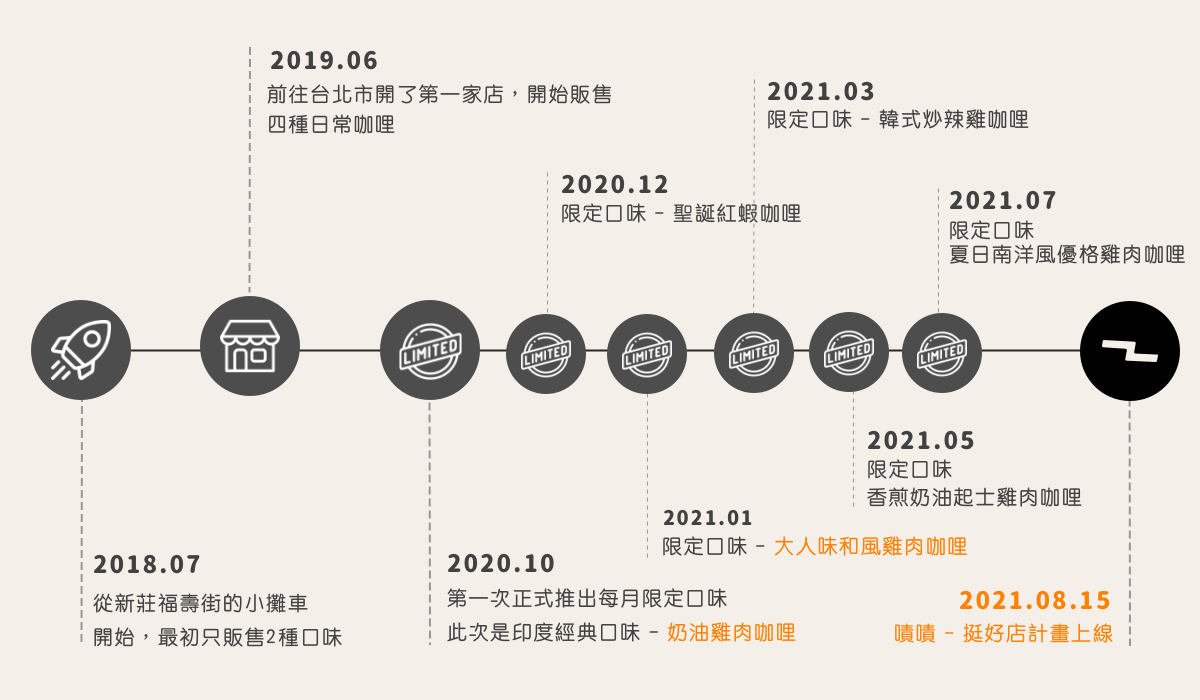 2019.06
前往台北市開了第一家店，開始販售
四種日常咖哩
2021.03
限定口味 - 韓式炒辣雞咖哩
2020.12
限定口味 - 聖誕紅蝦咖哩
2021.07
限定口味
夏日南洋風優格雞肉咖哩
LIMITED
LIMITED
LIMITED
LIMITED
LIMITED
LIMITED
2021.05
限定口味
香煎奶油起士雞肉咖哩
2021.01
限定口味 - 大人味和風雞肉咖哩
2018.07
從新莊福壽街的小攤車
開始，最初只販售2種口味
2020.10
第一次正式推出每月限定口味
此次是印度經典口味 - 奶油雞肉咖哩
2021.08.15
嘖嘖 - 挺好店計畫上線